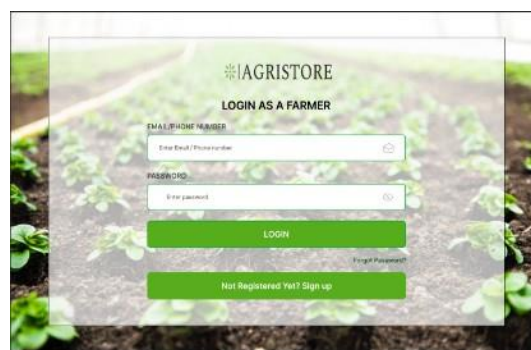 AGRISTORE
LOGIN AS A FARMER
EMAIL/PHONE NUMBER
Enter Email / Phone number
PASSWORD
Enter password
LOGIN
Forgot Password?
Not Registered Yet? Sign up